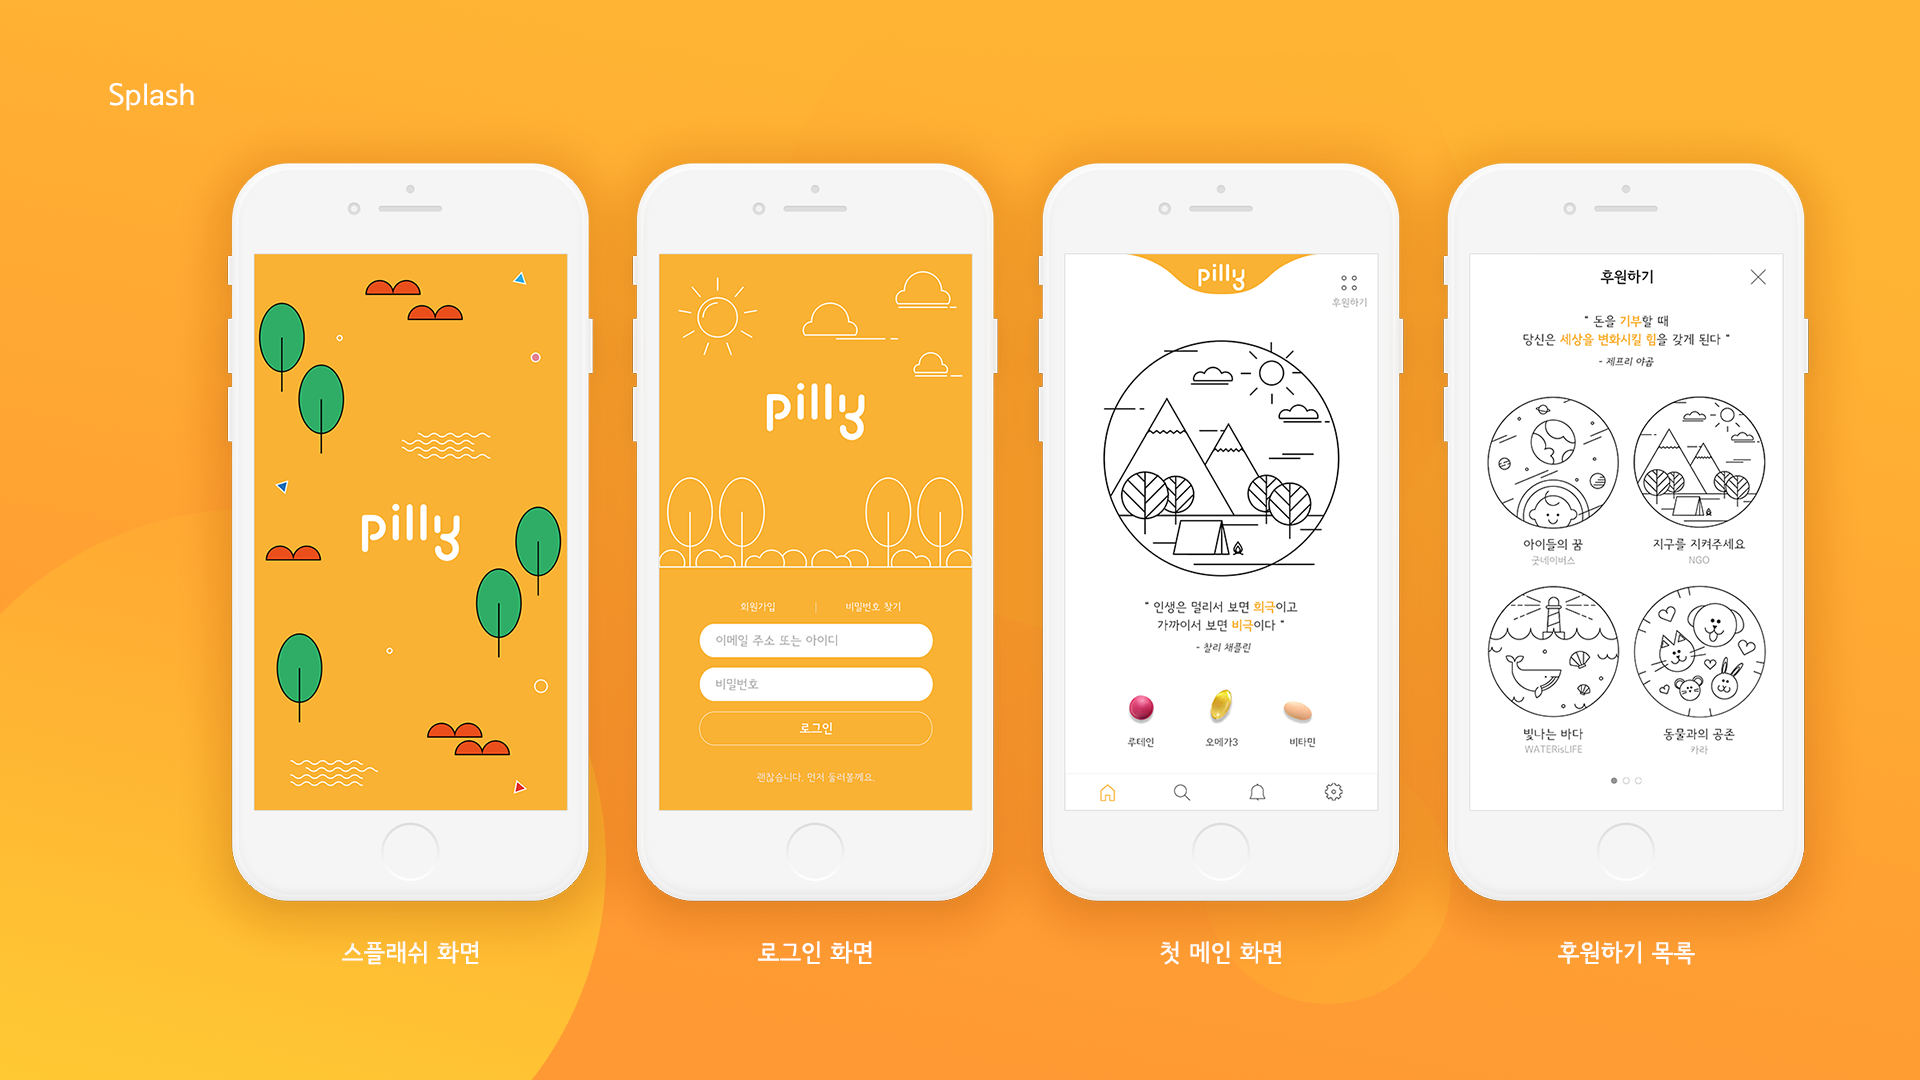 Splash
pilly
스플래쉬 화면
pilly
회원가입 | 비밀번호 찾기
이메일 주소 또는 아이디
비밀번호
로그인
괜찮습니다. 먼저 둘러볼께요.
로그인 화면
pilly
후원하기
" 인생은 멀리서 보면 희극이고
가까이서 보면 비극이다 "
- 찰리 채플린
루테인
오메가3
비타민
첫 메인 화면
후원하기
" 돈을 기부할 때
당신은 세상을 변화시킬 힘을 갖게 된다 "
- 제프리 야곱
아이들의 꿈
굿네이버스
지구를 지켜주세요
NGO
빛나는 바다
WATERisLIFE
동물과의 공존
카라
후원하기 목록